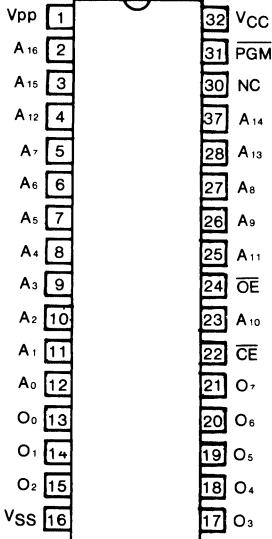 Vpp 1 32 VCC
A16 2 31 PGM
A15 3 30 NC
A12 4 37 A14
A7 5 28 A13
A6 6 27 A8
A5 7 26 A9
A4 8 25 A11
A3 9 24 OE
A2 10 23 A10
A1 11 22 CE
A0 12 21 O7
O0 13 20 O6
O1 14 19 O5
O2 15 18 O4
VSS 16 17 O3